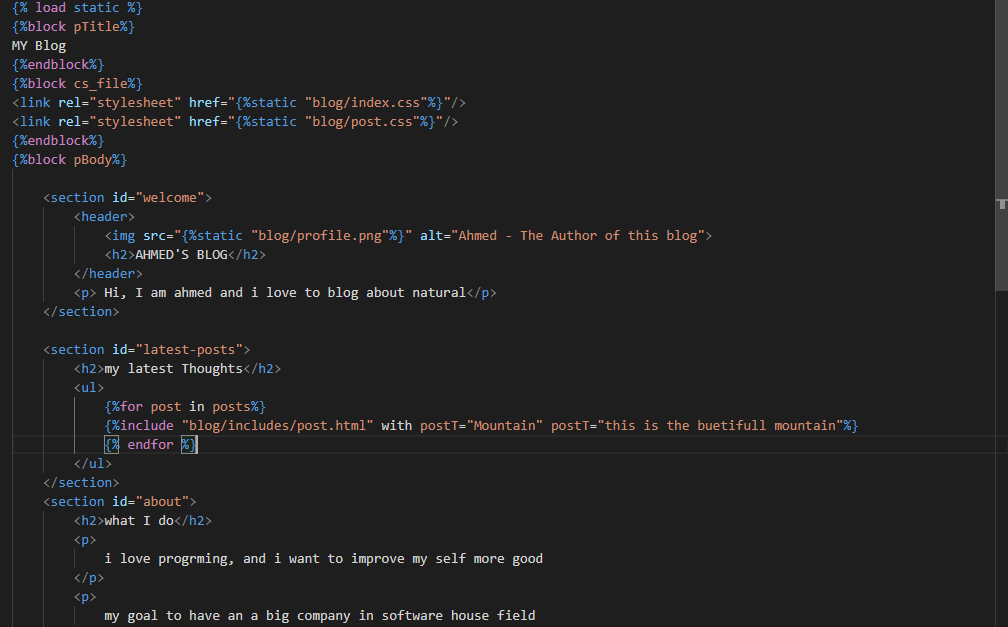 {% load static %}
{%block pTitle%}
MY Blog
{%endblock%}
{%block cs_file%}
<link rel="stylesheet" href="{%static "blog/index.css"%}"/>
<link rel="stylesheet" href="{%static "blog/post.css"%}"/>
{%endblock%}
{%block pBody%}
<section id="welcome">
<header>
<img src="{%static "blog/profile.png"%}" alt="Ahmed - The Author of this blog">
<h2>AHMED'S BLOG</h2>
</header>
<p> Hi, I am ahmed and i love to blog about natural</p>
</section>
<section id="latest-posts">
<h2>my latest Thoughts</h2>
<ul>
{%for post in posts%}
{%include "blog/includes/post.html" with postT="Mountain" postT="this is the buetifull mountain"%}
{% endfor %}
</ul>
</section>
<section id="about">
<h2>what I do</h2>
<p>
i love progrming, and i want to improve my self more good
</p>
<p>
my goal to have an a big company in software house field